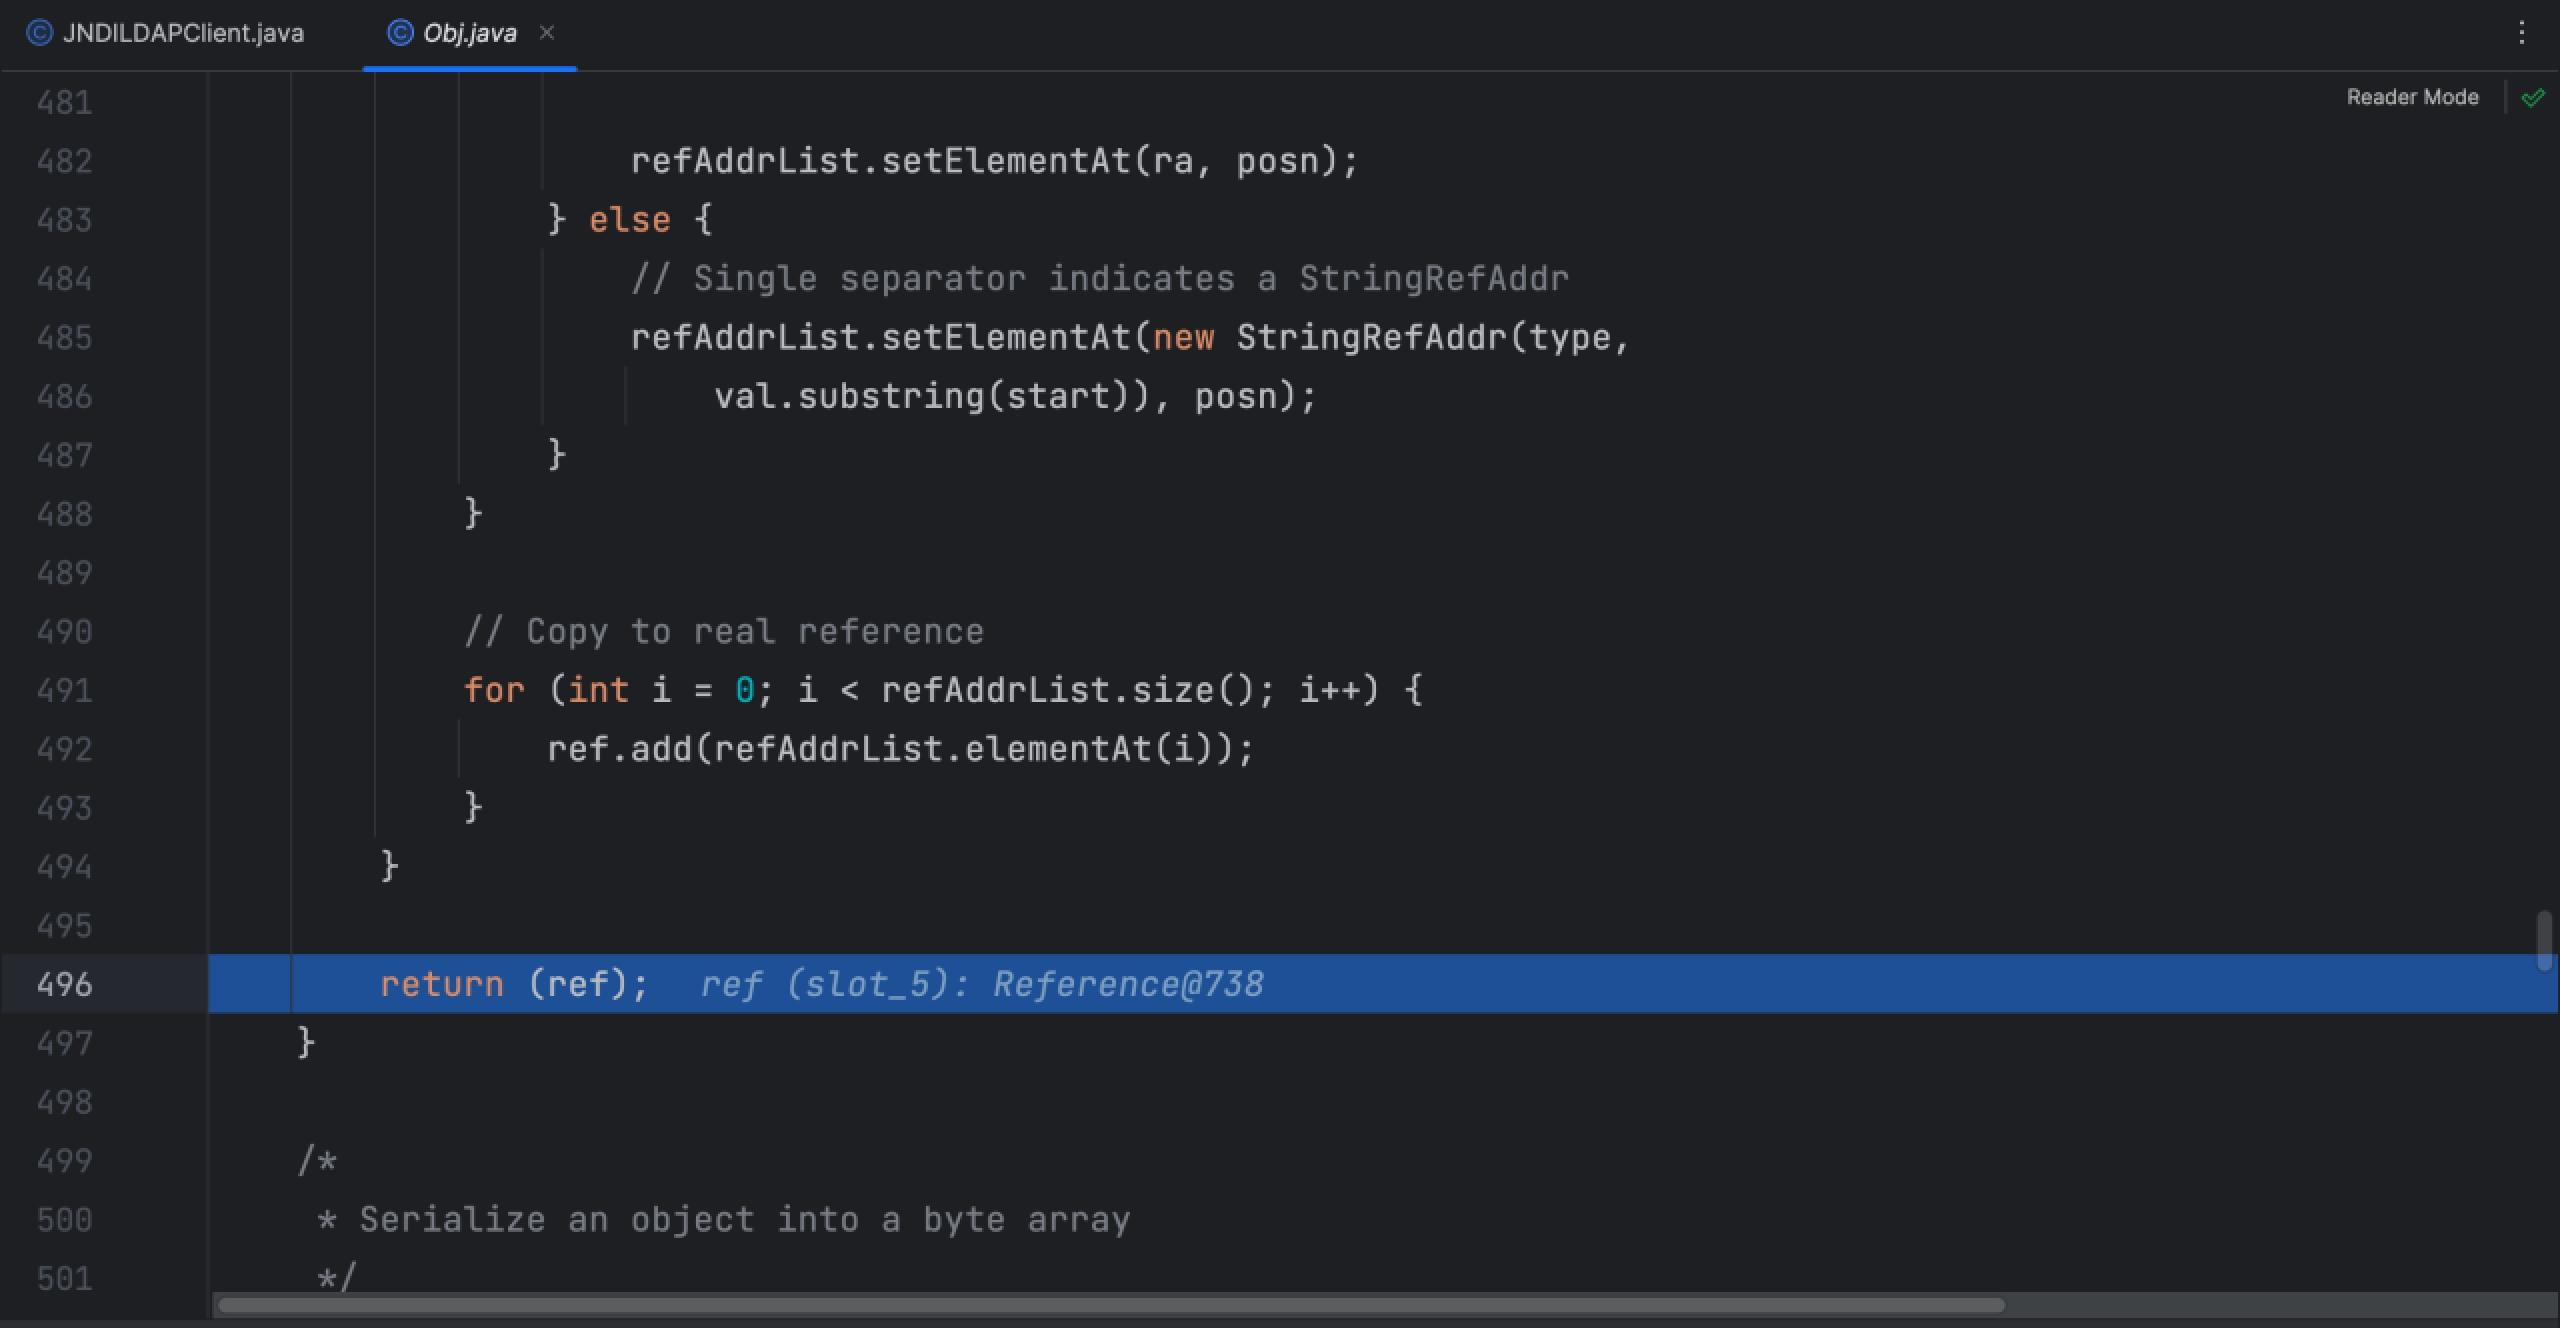 JNDILDAPClient.java Obj.java
Reader Mode
481
482 refAddrList.setElementAt(ra, posn);
483 } else {
484 // Single separator indicates a StringRefAddr
485 refAddrList.setElementAt(new StringRefAddr(type,
486 val.substring(start)), posn);
487 }
488 }
489
490 // Copy to real reference
491 for (int i = 0; i < refAddrList.size(); i++) {
492 ref.add(refAddrList.elementAt(i));
493 }
494 }
495
496 return (ref); ref (slot_5): Reference@738
497 }
498
499 /*
500 * Serialize an object into a byte array
501 */